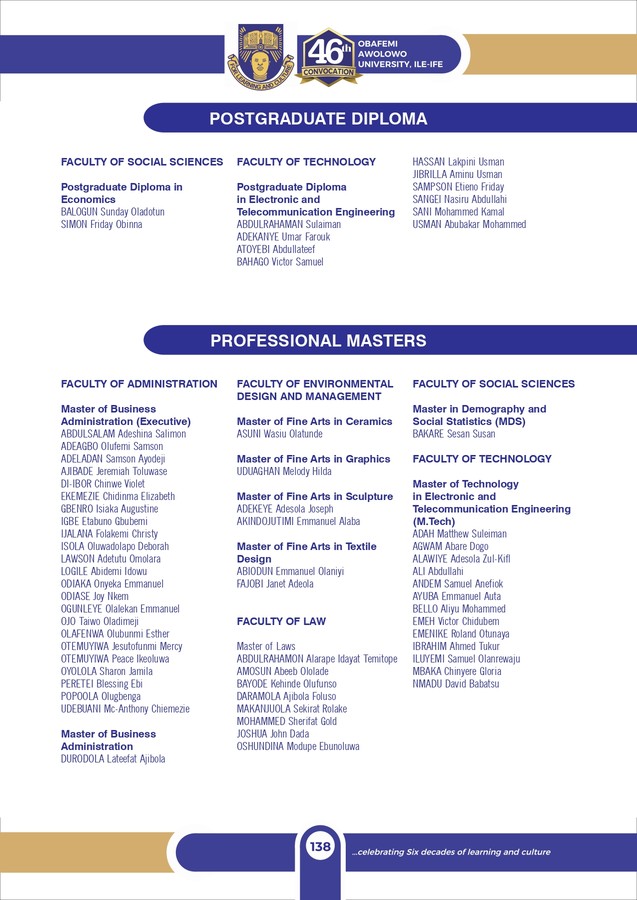 FOR LEARNING AND CULTURE
46th
CONVOCATION
OBAFEMI
AWOLOWO
UNIVERSITY, ILE-IFE
POSTGRADUATE DIPLOMA
FACULTY OF SOCIAL SCIENCES
Postgraduate Diploma in
Economics
BALOGUN Sunday Oladotun
SIMON Friday Obinna
FACULTY OF TECHNOLOGY
Postgraduate Diploma
in Electronic and
Telecommunication Engineering
ABDULRAHAMAN Sulaiman
ADEKANYE Umar Farouk
ATOYEBI Abdullateef
BAHAGO Victor Samuel
HASSAN Lakpini Usman
JIBRILLA Aminu Usman
SAMPSON Etieno Friday
SANGEI Nasiru Abdullahi
SANI Mohammed Kamal
USMAN Abubakar Mohammed
PROFESSIONAL MASTERS
FACULTY OF ADMINISTRATION
Master of Business
Administration (Executive)
ABDULSALAM Adeshina Salimon
ADEAGBO Olufemi Samson
ADELADAN Samson Ayodeji
AJIBADE Jeremiah Toluwase
DI-IBOR Chinwe Violet
EKEMEZIE Chidinma Elizabeth
GBENRO Isiaka Augustine
IGBE Etabuno Gbubemi
IJALANA Folakemi Christy
ISOLA Oluwadolapo Deborah
LAWSON Adetutu Omolara
LOGILE Abidemi Idowu
ODIAKA Onyeka Emmanuel
ODIASE Joy Nkem
OGUNLEYE Olalekan Emmanuel
OJO Taiwo Oladimeji
OLAFENWA Olubunmi Esther
OTEMUYIWA Jesutofunmi Mercy
OTEMUYIWA Peace Ikeoluwa
OYOLOLA Sharon Jamila
PERETEI Blessing Ebi
POPOOLA Olugbenga
UDEBUANI Mc-Anthony Chiemezie
Master of Business
Administration
DURODOLA Lateefat Ajibola
FACULTY OF ENVIRONMENTAL
DESIGN AND MANAGEMENT
Master of Fine Arts in Ceramics
ASUNI Wasiu Olatunde
Master of Fine Arts in Graphics
UDUAGHAN Melody Hilda
Master of Fine Arts in Sculpture
ADEKEYE Adesola Joseph
AKINDOJUTIMI Emmanuel Alaba
Master of Fine Arts in Textile
Design
ABIODUN Emmanuel Olaniyi
FAJOBI Janet Adeola
FACULTY OF LAW
Master of Laws
ABDULRAHAMON Alarape Idayat Temitope
AMOSUN Abeeb Ololade
BAYODE Kehinde Olufunso
DARAMOLA Ajibola Foluso
MAKANJUOLA Sekirat Rolake
MOHAMMED Sherifat Gold
JOSHUA John Dada
OSHUNDINA Modupe Ebunoluwa
FACULTY OF SOCIAL SCIENCES
Master in Demography and
Social Statistics (MDS)
BAKARE Sesan Susan
FACULTY OF TECHNOLOGY
Master of Technology
in Electronic and
Telecommunication Engineering
(M.Tech)
ADAH Matthew Suleiman
AGWAM Abare Dogo
ALAWIYE Adesola Zul-Kifl
ALI Abdullahi
ANDEM Samuel Anefiok
AYUBA Emmanuel Auta
BELLO Aliyu Mohammed
EMEH Victor Chidubem
EMENIKE Roland Otunaya
IBRAHIM Ahmed Tukur
ILUYEMI Samuel Olanrewaju
MBAKA Chinyere Gloria
NMADU David Babatsu
138
...celebrating Six decades of learning and culture